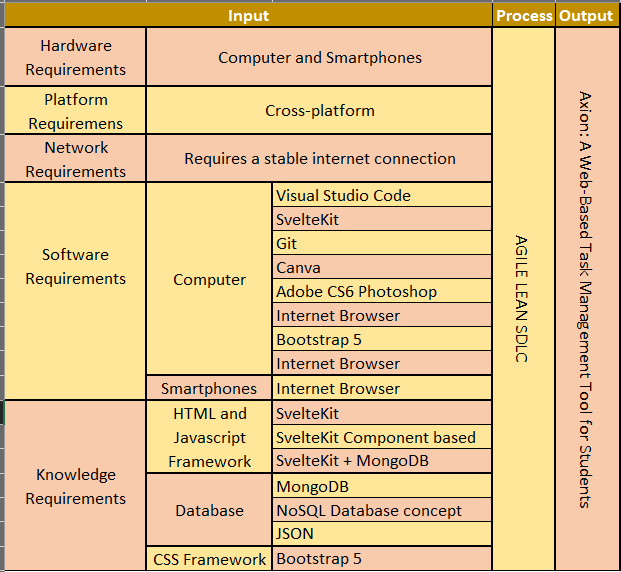 Input
Process
Output
Hardware
Requirements
Computer and Smartphones
Platform
Requiremens
Cross-platform
Network
Requirements
Requires a stable internet connection
Software
Requirements
Computer
Visual Studio Code
SvelteKit
Git
Canva
Adobe CS6 Photoshop
Internet Browser
Bootstrap 5
Internet Browser
Smartphones
Internet Browser
Knowledge
Requirements
HTML and
Javascript
Framework
SvelteKit
SvelteKit Component based
SvelteKit + MongoDB
Database
MongoDB
NoSQL Database concept
JSON
CSS Framework
Bootstrap 5
AGILE LEAN SDLC
Axion: A Web-Based Task Management Tool for Students